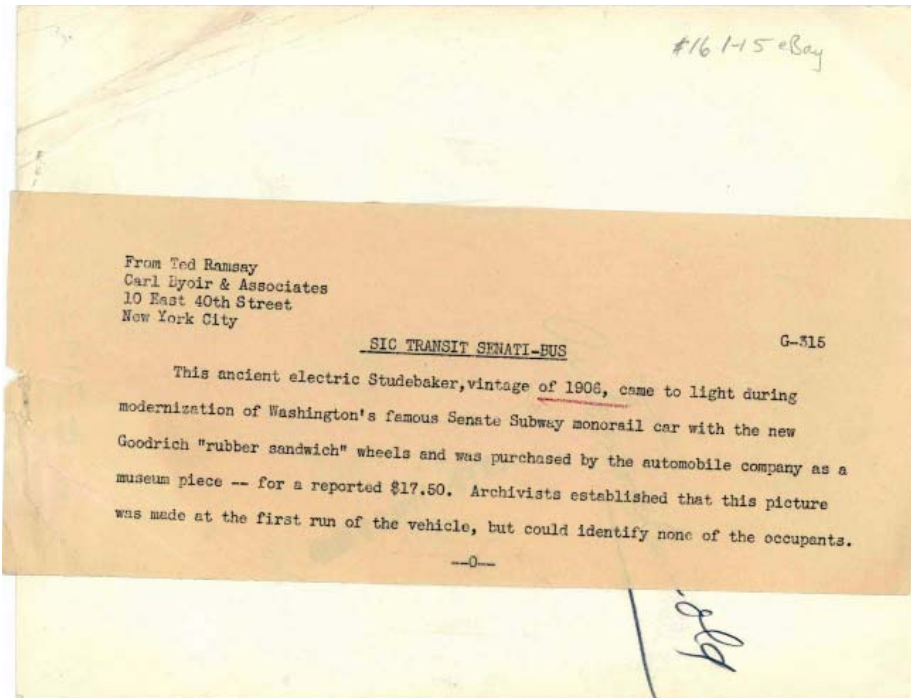 $16 1-15 eBay
From Ted Ramsay
Carl Byoir & Associates
10 East 40th Street
New York City
SIC TRANSIT SENATI-BUS
G-315
This ancient electric Studebaker,vintage of 1906, came to light during
modernization of Washington's famous Senate Subway monorail car with the new
Goodrich "rubber sandwich" wheels and was purchased by the automobile company as a
museum piece -- for a reported $17.50. Archivists established that this picture
was made at the first run of the vehicle, but could identify none of the occupants.
--0--